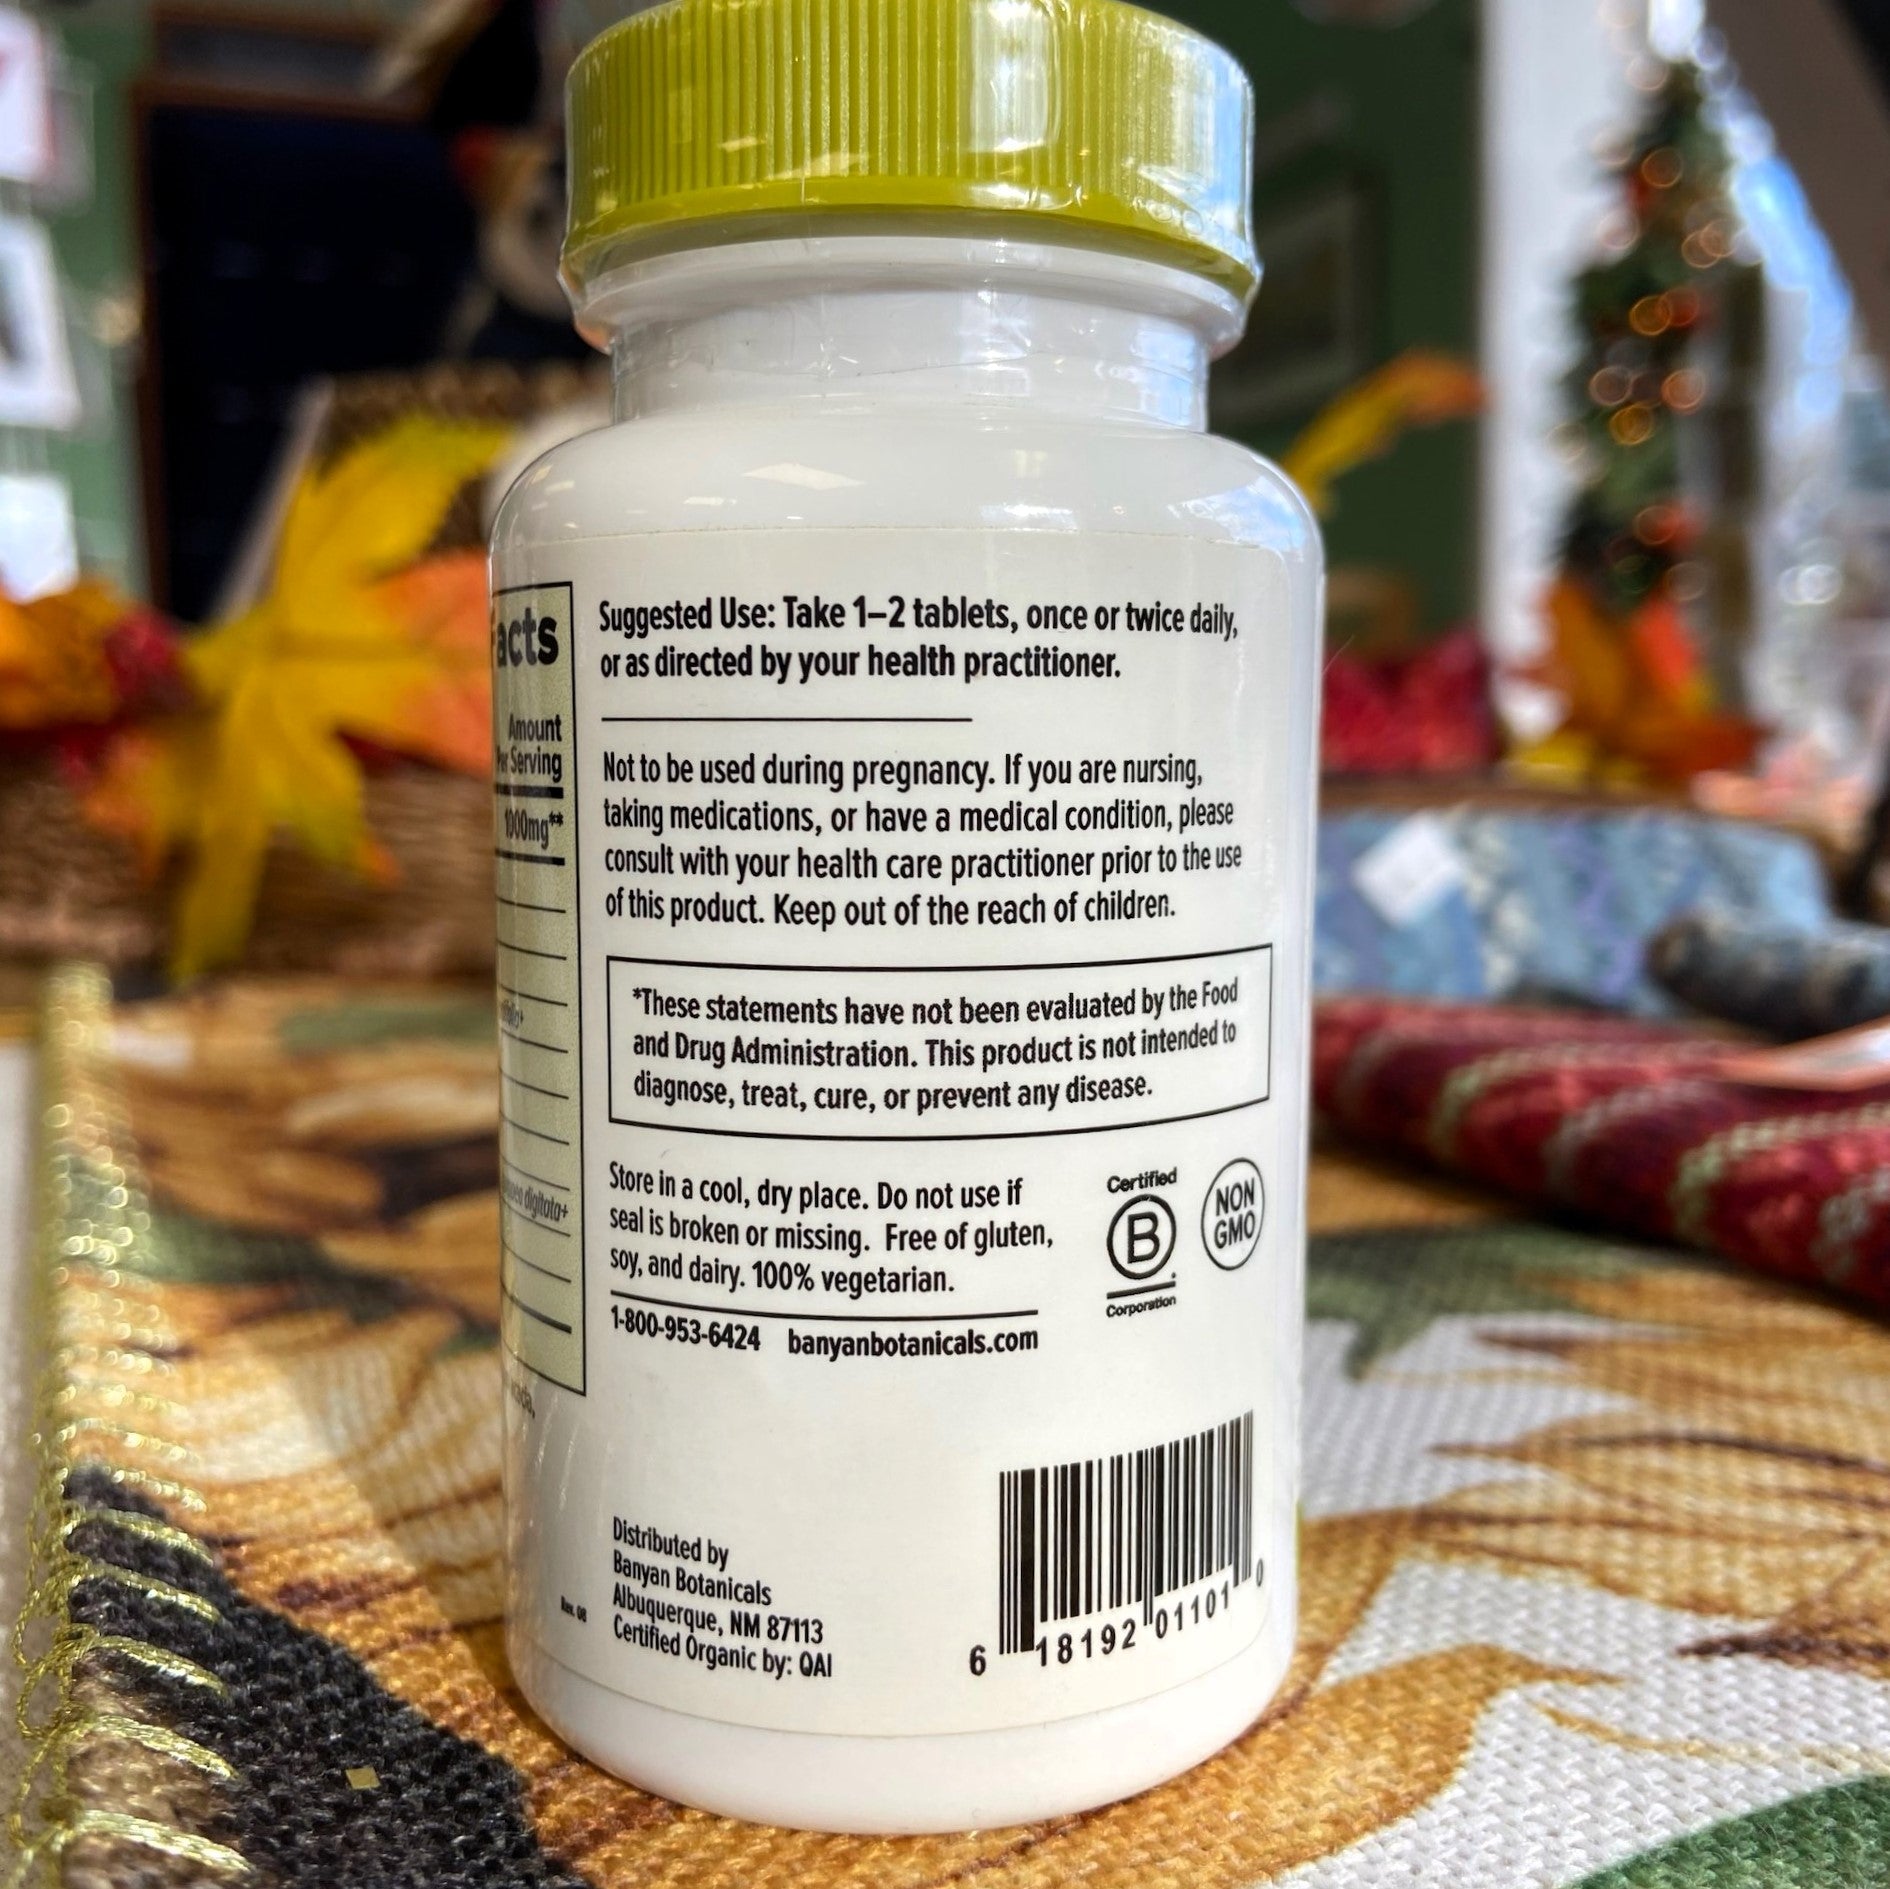 acts
Amount
Per Serving
1000mg**
digitata+
Suggested Use: Take 1–2 tablets, once or twice daily,
or as directed by your health practitioner.
Not to be used during pregnancy. If you are nursing,
taking medications, or have a medical condition, please
consult with your health care practitioner prior to the use
of this product. Keep out of the reach of children.
*These statements have not been evaluated by the Food
and Drug Administration. This product is not intended to
diagnose, treat, cure, or prevent any disease.
Store in a cool, dry place. Do not use if
seal is broken or missing. Free of gluten,
soy, and dairy. 100% vegetarian.
1-800-953-6424 banyanbotanicals.com
Certified
B
Corporation
NON
GMO
Distributed by
Banyan Botanicals
Albuquerque, NM 87113
Certified Organic by: QAI
Rev. 08
6 18192 01101 0